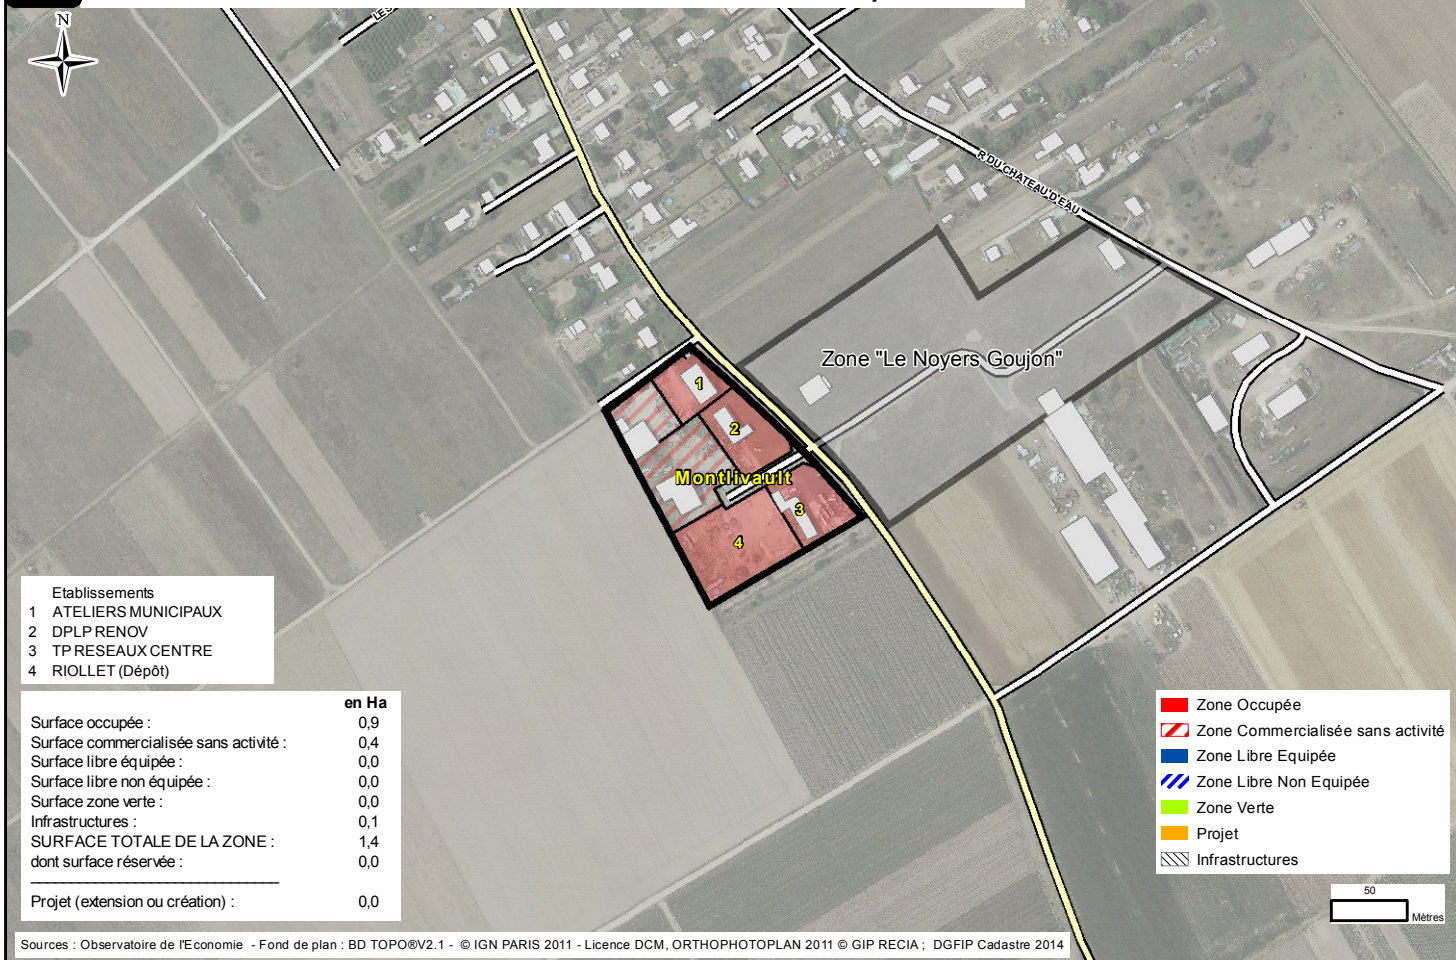 N
R DU CHATEAU D'EAU
Zone "Le Noyers Goujon"
1
2
Montlivault
3
4
Etablissements
1 ATELIERS MUNICIPAUX
2 DPLP RENOV
3 TP RESEAUX CENTRE
4 RIOLLET (Dépôt)
en Ha
Surface occupée : 0,9
Surface commercialisée sans activité : 0,4
Surface libre équipée : 0,0
Surface libre non équipée : 0,0
Surface zone verte : 0,0
Infrastructures : 0,1
SURFACE TOTALE DE LA ZONE : 1,4
dont surface réservée : 0,0
Projet (extension ou création) : 0,0
Zone Occupée
Zone Commercialisée sans activité
Zone Libre Equipée
Zone Libre Non Equipée
Zone Verte
Projet
Infrastructures
50
Mètres
Sources : Observatoire de l'Economie - Fond de plan : BD TOPO®V2.1 - © IGN PARIS 2011 - Licence DCM, ORTHOPHOTOPLAN 2011 © GIP RECIA ; DGFIP Cadastre 2014